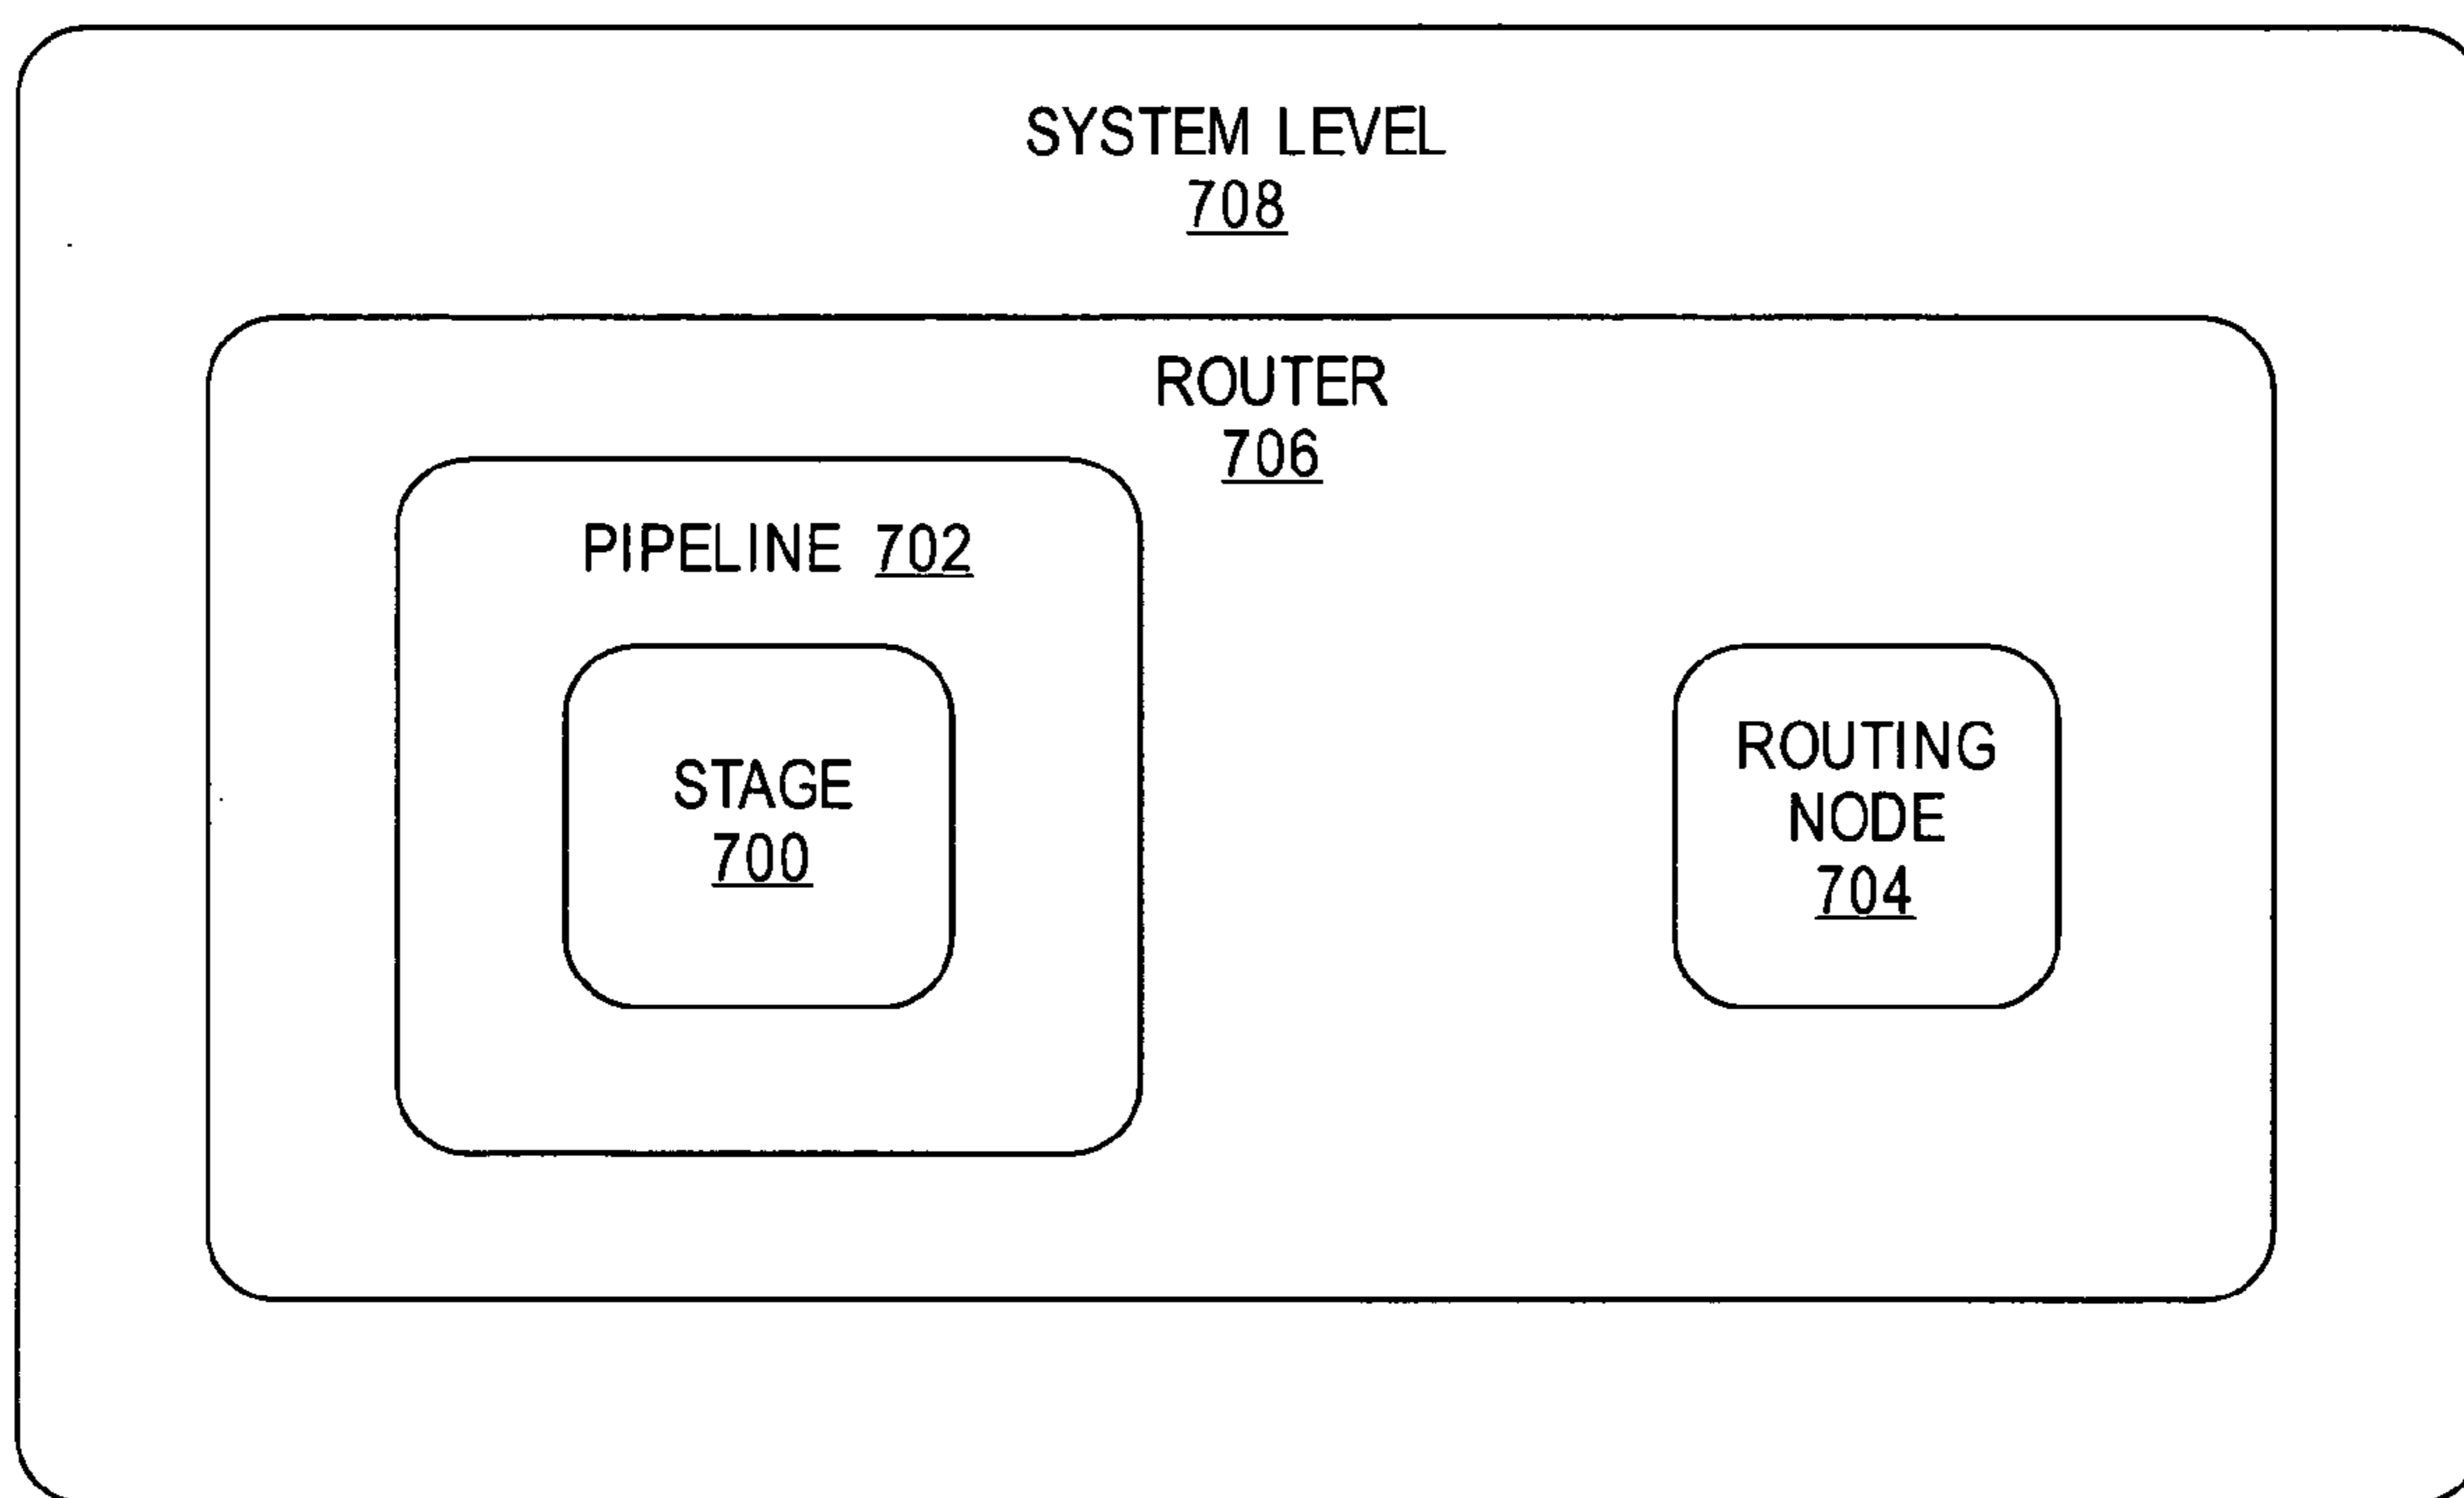 SYSTEM LEVEL
708
ROUTER
706
PIPELINE 702
STAGE
700
ROUTING
NODE
704